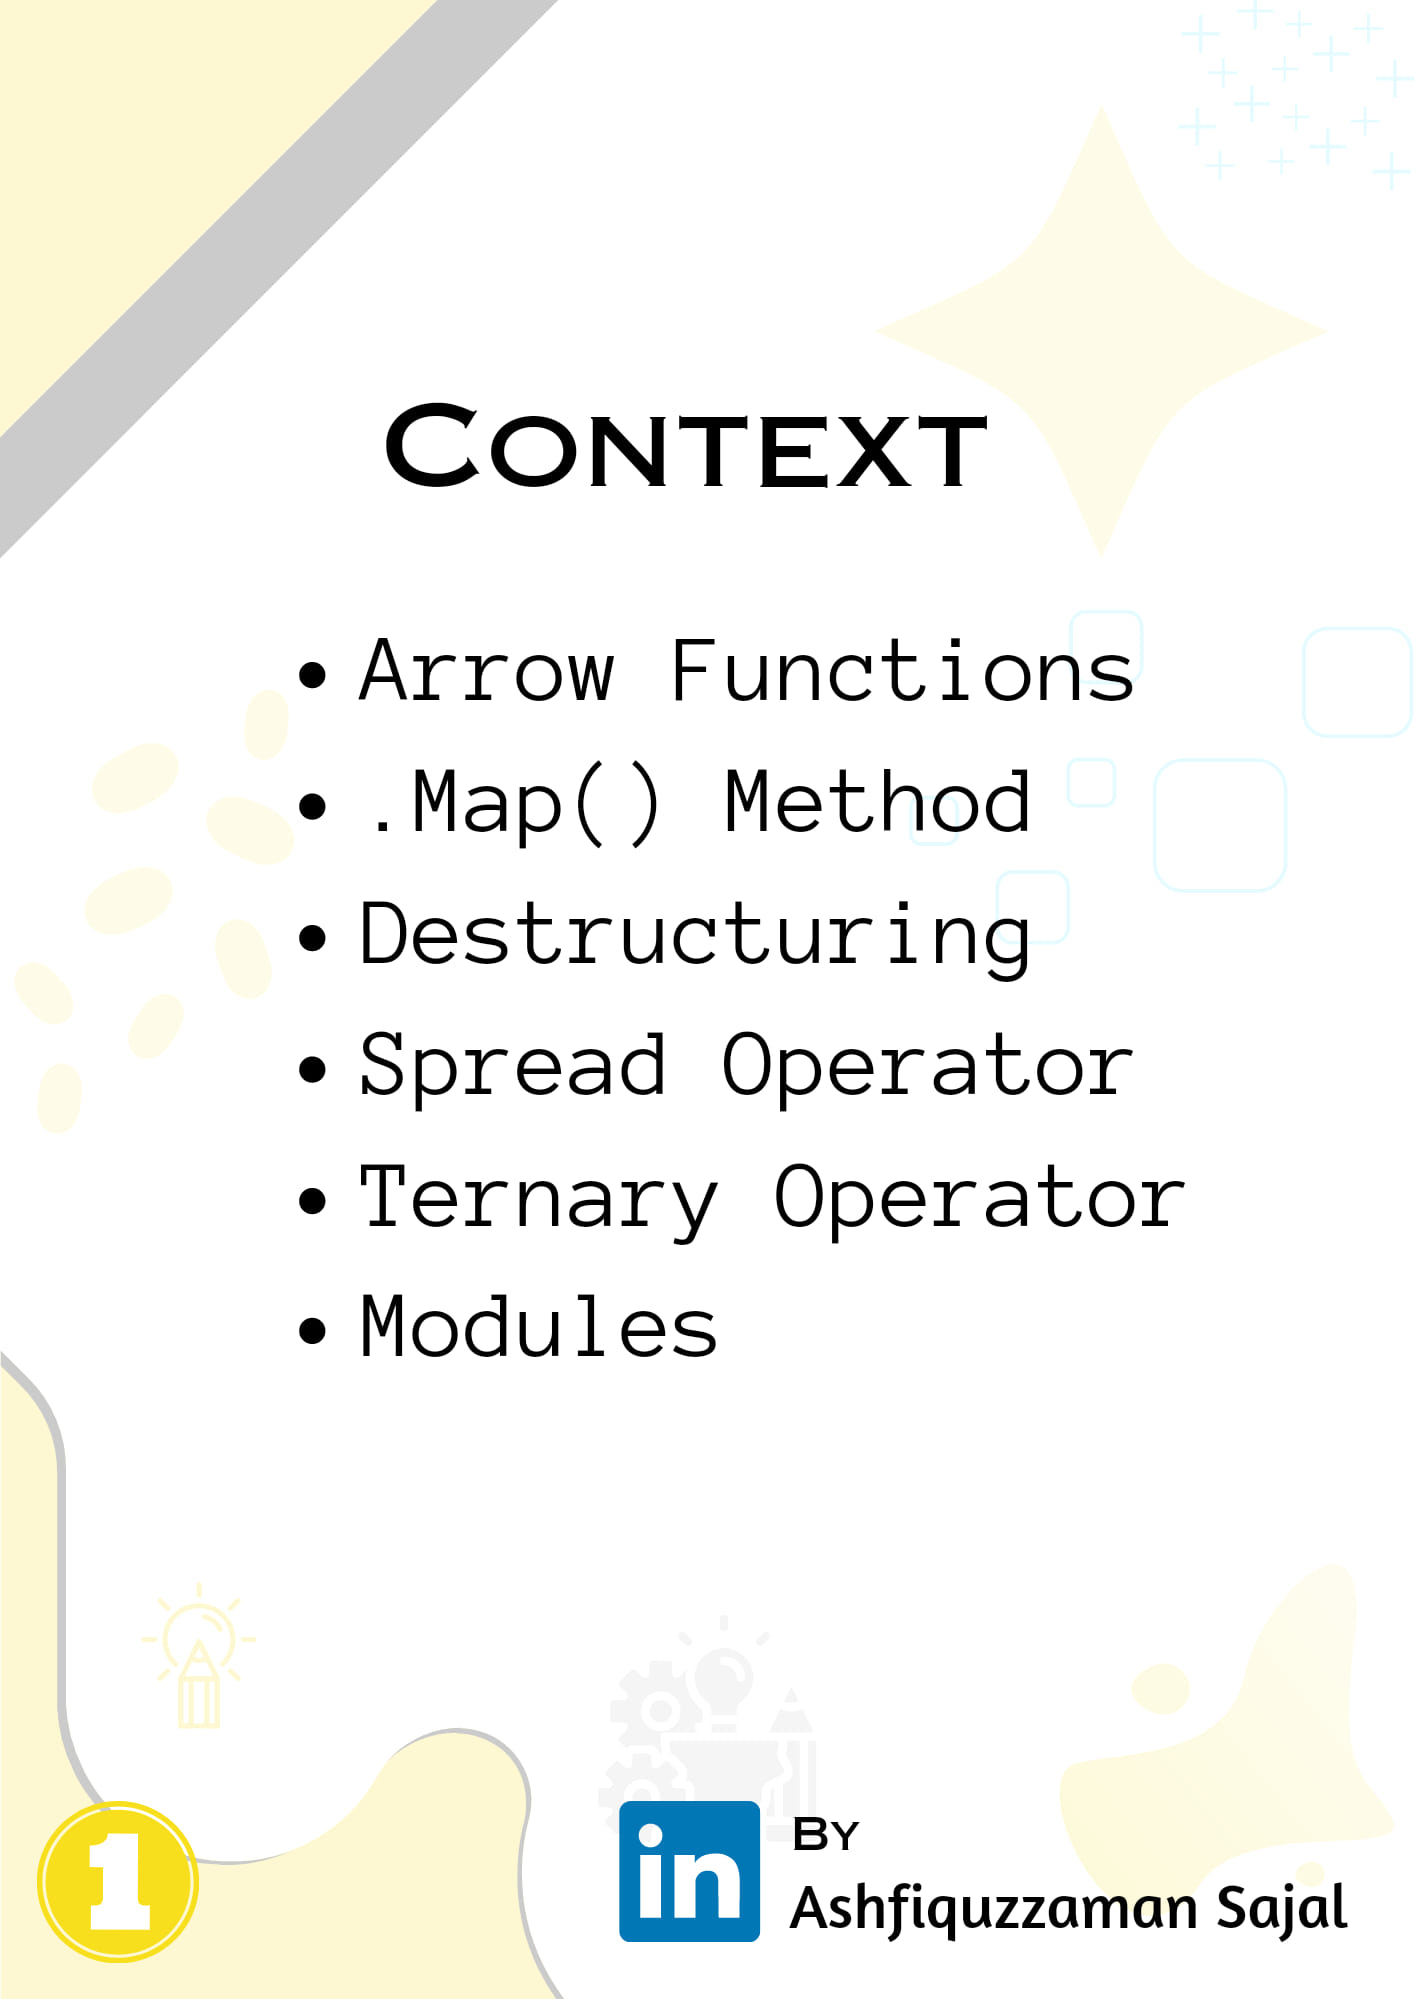 Context
• Arrow Functions
• .Map() Method
• Destructuring
• Spread Operator
• Ternary Operator
• Modules
1
in
By
Ashfiquzzaman Sajal